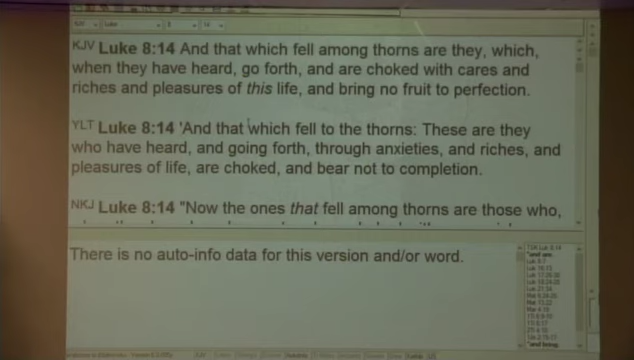 KJV Luke 8:14 And that which fell among thorns are they, which,
when they have heard, go forth, and are choked with cares and
riches and pleasures of this life, and bring no fruit to perfection.
YLT Luke 8:14 'And that which fell to the thorns: These are they
who have heard, and going forth, through anxieties, and riches, and
pleasures of life, are choked, and bear not to completion.
NKJ Luke 8:14 "Now the ones that fell among thorns are those who,
There is no auto-info data for this version and/or word.